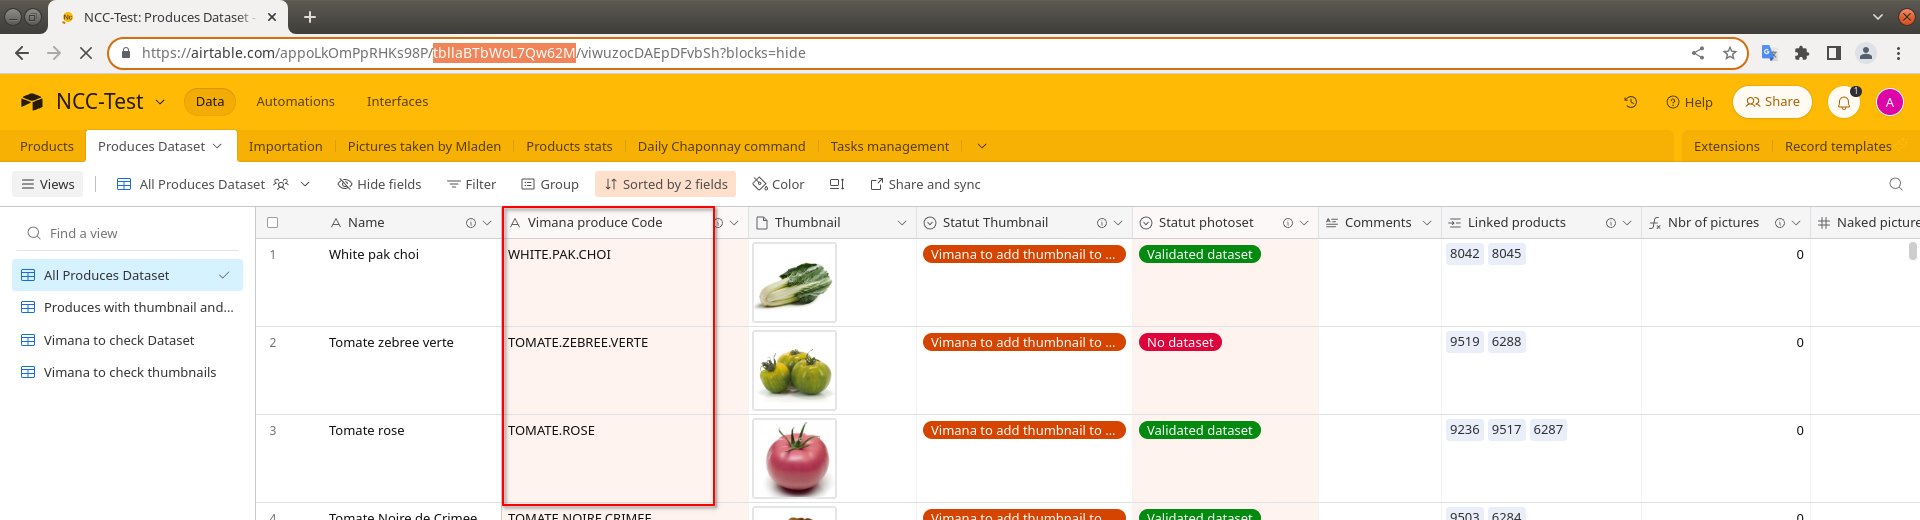 NCC-Test: Produces Dataset -
https://airtable.com/appoLkOmPpRHKs98P/tbllaBTbWoL7Qw62M/viwuzocDAEpDFvbSh?blocks=hide
NCC-Test Data Automations Interfaces Help Share 1 A
Products Produces Dataset Importation Pictures taken by Mladen Products stats Daily Chaponnay command Tasks management Extensions Record templates
Views All Produces Dataset Hide fields Filter Group Sorted by 2 fields Color Share and sync
Find a view
All Produces Dataset
Produces with thumbnail and...
Vimana to check Dataset
Vimana to check thumbnails
Name Vimana produce Code Thumbnail Statut Thumbnail Statut photoset Comments Linked products Nbr of pictures Naked picture
1 White pak choi WHITE.PAK.CHOI Vimana to add thumbnail to ... Validated dataset 8042 8045 0
2 Tomate zebree verte TOMATE.ZEBREE.VERTE Vimana to add thumbnail to ... No dataset 9519 6288 0
3 Tomate rose TOMATE.ROSE Vimana to add thumbnail to ... Validated dataset 9236 9517 6287 0
4 Tomate Noire de Crimee TOMATE.NOIRE.CRIMEE Vimana to add thumbnail to ... Validated dataset 9503 6284 0